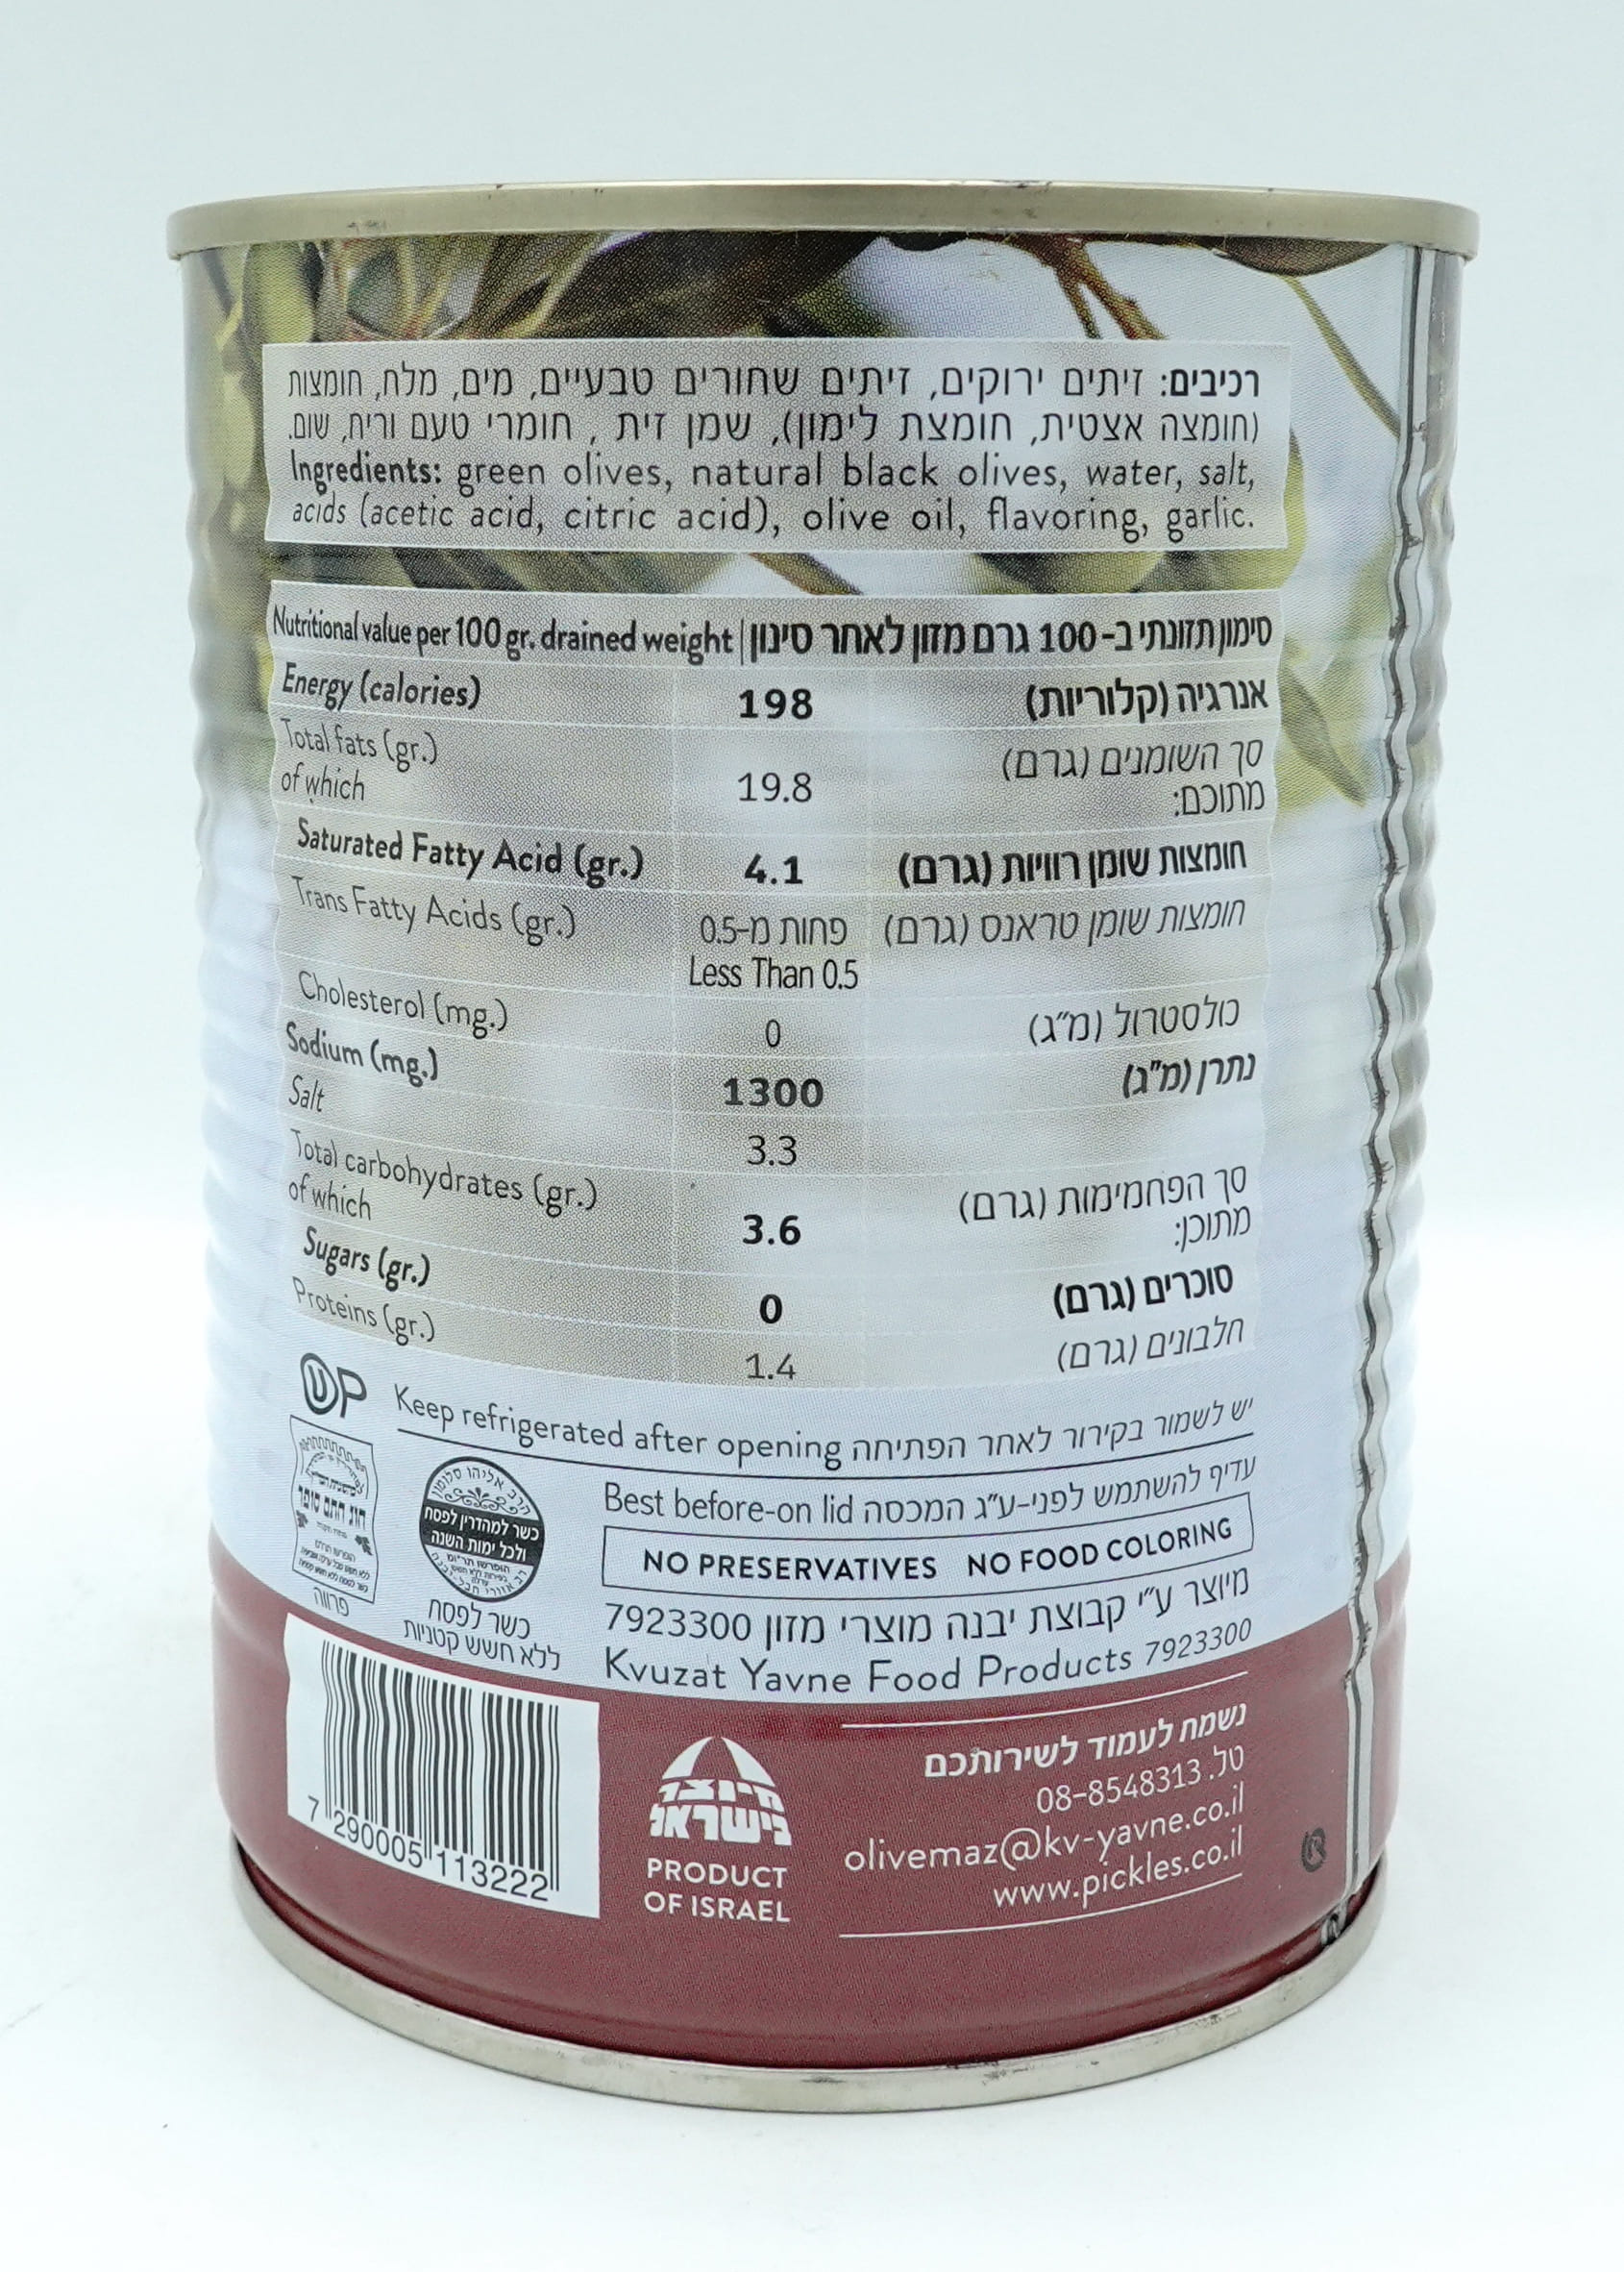 רכיבים: זיתים ירוקים, זיתים שחורים טבעיים, מים, מלח, חומצות
(חומצה אצטית, חומצת לימון), שמן זית , חומרי טעם וריח, שום.
Ingredients: green olives, natural black olives, water, salt,
acids (acetic acid, citric acid), olive oil, flavoring, garlic.
Nutritional value per 100 gr. drained weight | סימון תזונתי ב-100 גרם מזון לאחר סינון
Energy (calories) 198 אנרגיה (קלוריות)
Total fats (gr.) סך השומנים (גרם)
of which 19.8 מתוכם:
Saturated Fatty Acid (gr.) 4.1 חומצות שומן רוויות (גרם)
Trans Fatty Acids (gr.) פחות מ-0.5 חומצות שומן טראנס (גרם)
Less Than 0.5
Cholesterol (mg.) 0 כולסטרול (מ"ג)
Sodium (mg.) 1300 נתרן (מ"ג)
Salt 3.3
Total carbohydrates (gr.) סך הפחמימות (גרם)
of which 3.6 מתוכן:
Sugars (gr.) 0 סוכרים (גרם)
Proteins (gr.) 1.4 חלבונים (גרם)
UP
Keep refrigerated after opening יש לשמור בקירור לאחר הפתיחה
Best before-on lid עדיף להשתמש לפני-ע"ג המכסה
NO PRESERVATIVES NO FOOD COLORING
חוג חתם סופר
פרווה
הרב אליהו סלומון
כשר למהדרין לפסח
ולכל ימות השנה
כשר לפסח
ללא חשש קטניות
מיוצר ע"י קבוצת יבנה מוצרי מזון 7923300
Kvuzat Yavne Food Products 7923300
7 290005 113222
מיוצר
בישראל
PRODUCT
OF ISRAEL
נשמח לעמוד לשירותכם
טל. 08-8548313
olivemaz@kv-yavne.co.il
www.pickles.co.il